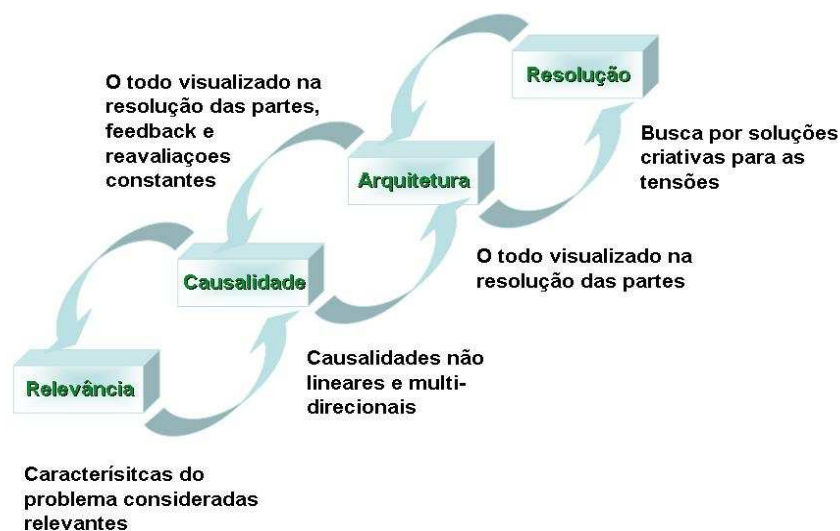 Resolução
O todo visualizado na
resolução das partes,
feedback e
reavaliaçoes
constantes
Busca por soluções
criativas para as
tensões
Arquitetura
O todo visualizado na
resolução das partes
Causalidade
Causalidades não
lineares e multi-
direcionais
Relevância
Caracterísitcas do
problema consideradas
relevantes